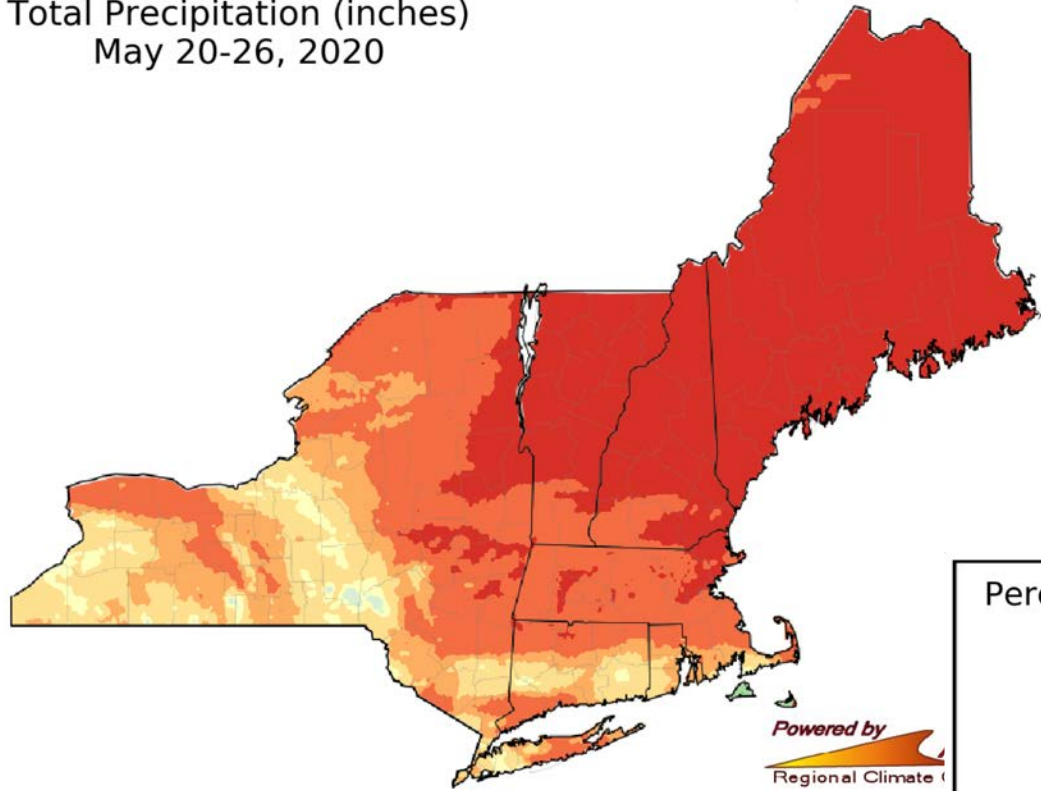 Total Precipitation (inches)
May 20-26, 2020
Powered by
Regional Climate